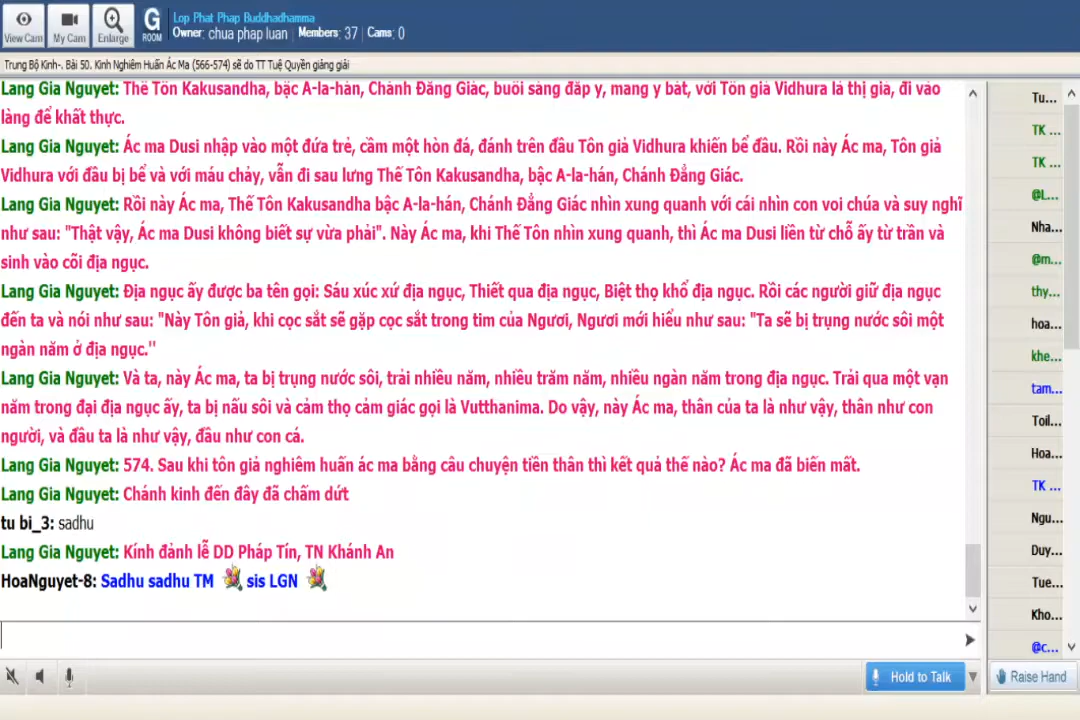 View Cam
My Cam
Enlarge
G
ROOM
Lop Phat Phap Buddhadhamma
Owner: chua phap luan
Members: 37
Cams: 0
Trung Bộ Kinh-. Bài 50. Kinh Nghiêm Huấn Ác Ma (566-574) sẽ do TT Tuệ Quyền giảng giải
Lang Gia Nguyet: Thế Tôn Kakusandha, bậc A-la-hán, Chánh Đẳng Giác, buổi sáng đắp y, mang y bát, với Tôn giả Vidhura là thị giả, đi vào
làng để khất thực.
Lang Gia Nguyet: Ác ma Dusi nhập vào một đứa trẻ, cầm một hòn đá, đánh trên đầu Tôn giả Vidhura khiến bể đầu. Rồi này Ác ma, Tôn giả
Vidhura với đầu bị bể và với máu chảy, vẫn đi sau lưng Thế Tôn Kakusandha, bậc A-la-hán, Chánh Đẳng Giác.
Lang Gia Nguyet: Rồi này Ác ma, Thế Tôn Kakusandha bậc A-la-hán, Chánh Đẳng Giác nhìn xung quanh với cái nhìn con voi chúa và suy nghĩ
như sau: "Thật vậy, Ác ma Dusi không biết sự vừa phải". Này Ác ma, khi Thế Tôn nhìn xung quanh, thì Ác ma Dusi liền từ chỗ ấy từ trần và
sinh vào cõi địa ngục.
Lang Gia Nguyet: Địa ngục ấy được ba tên gọi: Sáu xúc xứ địa ngục, Thiết qua địa ngục, Biệt thọ khổ địa ngục. Rồi các người giữ địa ngục
đến ta và nói như sau: "Này Tôn giả, khi cọc sắt sẽ gặp cọc sắt trong tim của Ngươi, Ngươi mới hiểu như sau: "Ta sẽ bị trụng nước sôi một
ngàn năm ở địa ngục."
Lang Gia Nguyet: Và ta, này Ác ma, ta bị trụng nước sôi, trải nhiều năm, nhiều trăm năm, nhiều ngàn năm trong địa ngục. Trải qua một vạn
năm trong đại địa ngục ấy, ta bị nấu sôi và cảm thọ cảm giác gọi là Vutthanima. Do vậy, này Ác ma, thân của ta là như vậy, thân như con
người, và đầu ta là như vậy, đầu như con cá.
Lang Gia Nguyet: 574. Sau khi tôn giả nghiêm huấn ác ma bằng câu chuyện tiền thân thì kết quả thế nào? Ác ma đã biến mất.
Lang Gia Nguyet: Chánh kinh đến đây đã chấm dứt
tu bi_3: sadhu
Lang Gia Nguyet: Kính đảnh lễ DD Pháp Tín, TN Khánh An
HoaNguyet-8: Sadhu sadhu TM sis LGN
Tu...
TK ...
TK ...
@L...
Nha...
@m...
thy...
hoa...
khe...
tam...
Toil...
Hoa...
TK ...
Ngu...
Duy...
Tue...
Kho...
@c...
Hold to Talk
Raise Hand